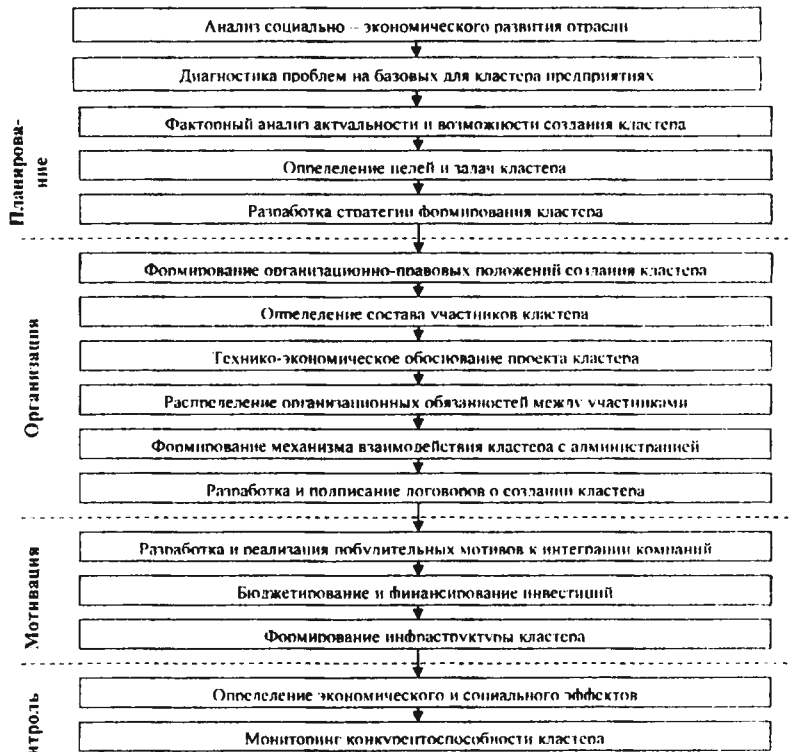 Анализ социально – экономического развития отрасли
Диагностика проблем на базовых для кластера предприятиях
Факторный анализ актуальности и возможности создания кластера
Определение целей и задач кластера
Разработка стратегии формирования кластера
Планирова-
ние
Формирование организационно-правовых положений создания кластера
Определение состава участников кластера
Технико-экономическое обоснование проекта кластера
Распределение организационных обязанностей между участниками
Формирование механизма взаимодействия кластера с администрацией
Разработка и подписание договоров о создании кластера
Организация
Разработка и реализация побудительных мотивов к интеграции компаний
Бюджетирование и финансирование инвестиций
Формирование инфраструктуры кластера
Мотивация
Определение экономического и социального эффектов
Мониторинг конкурентоспособности кластера
итроль